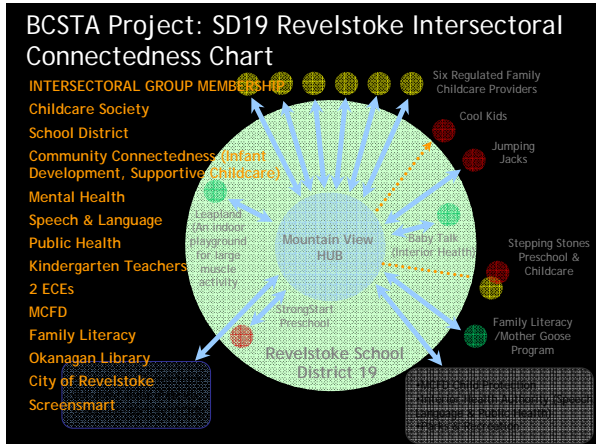 BCSTA Project: SD19 Revelstoke Intersectoral
Connectedness Chart
INTERSECTORAL GROUP MEMBERSHIP
Childcare Society
School District
Community Connectedness (Infant
Development, Supportive Childcare)
Mental Health
Speech & Language
Public Health
Kindergarten Teachers
2 ECEs
MCFD
Family Literacy
Okanagan Library
City of Revelstoke
Screensmart
Six Regulated Family
Childcare Providers
Cool Kids
Jumping
Jacks
Leapland
(An indoor
playground
for large
muscle
activity
Mountain View
HUB
Baby Talk
(Interior Health)
Stepping Stones
Preschool &
Childcare
StrongStart
Preschool
Family Literacy
/Mother Goose
Program
Revelstoke School
District 19